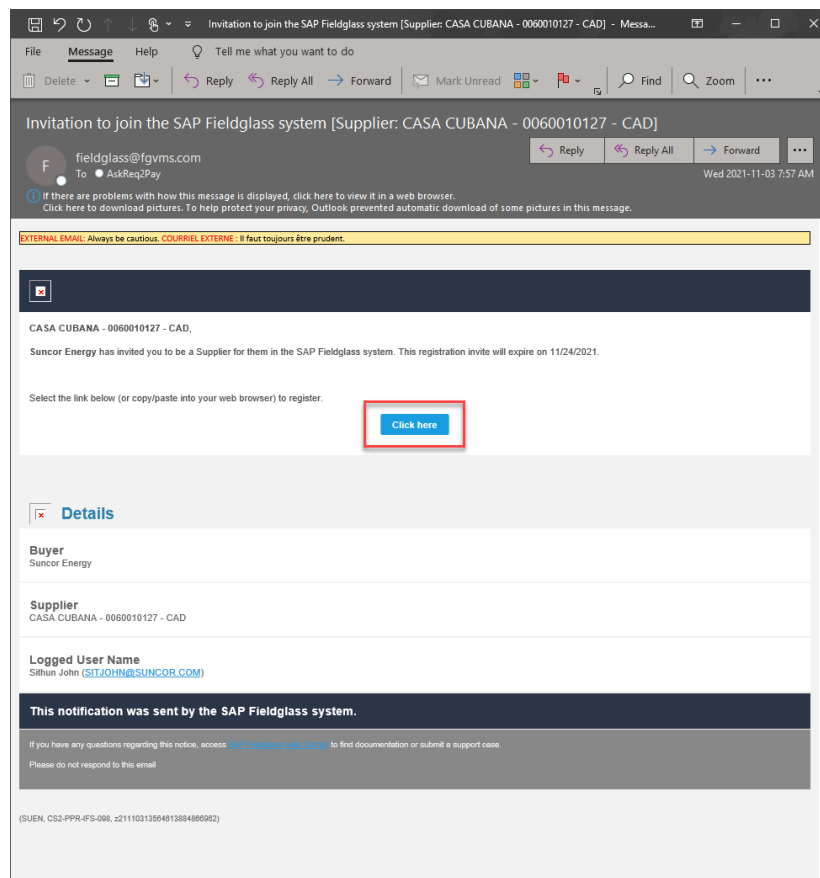 Invitation to join the SAP Fieldglass system [Supplier: CASA CUBANA - 0060010127 - CAD] - Messa...
File Message Help Tell me what you want to do
Delete Reply Reply All Forward Mark Unread Find Zoom ...
Invitation to join the SAP Fieldglass system [Supplier: CASA CUBANA - 0060010127 - CAD]
Reply Reply All Forward ...
F
fieldglass@fgvms.com
To AskReq2Pay
Wed 2021-11-03 7:57 AM
If there are problems with how this message is displayed, click here to view it in a web browser.
Click here to download pictures. To help protect your privacy, Outlook prevented automatic download of some pictures in this message.
EXTERNAL EMAIL: Always be cautious. COURRIEL EXTERNE : Il faut toujours être prudent.
CASA CUBANA - 0060010127 - CAD,
Suncor Energy has invited you to be a Supplier for them in the SAP Fieldglass system. This registration invite will expire on 11/24/2021.
Select the link below (or copy/paste into your web browser) to register.
Click here
Details
Buyer
Suncor Energy
Supplier
CASA CUBANA - 0060010127 - CAD
Logged User Name
Sithun John (SITJOHN@SUNCOR.COM)
This notification was sent by the SAP Fieldglass system.
If you have any questions regarding this notice, access to find documentation or submit a support case.
Please do not respond to this email
(SUEN, CS2-PPR-IFS-098, z21110313564613884866962)